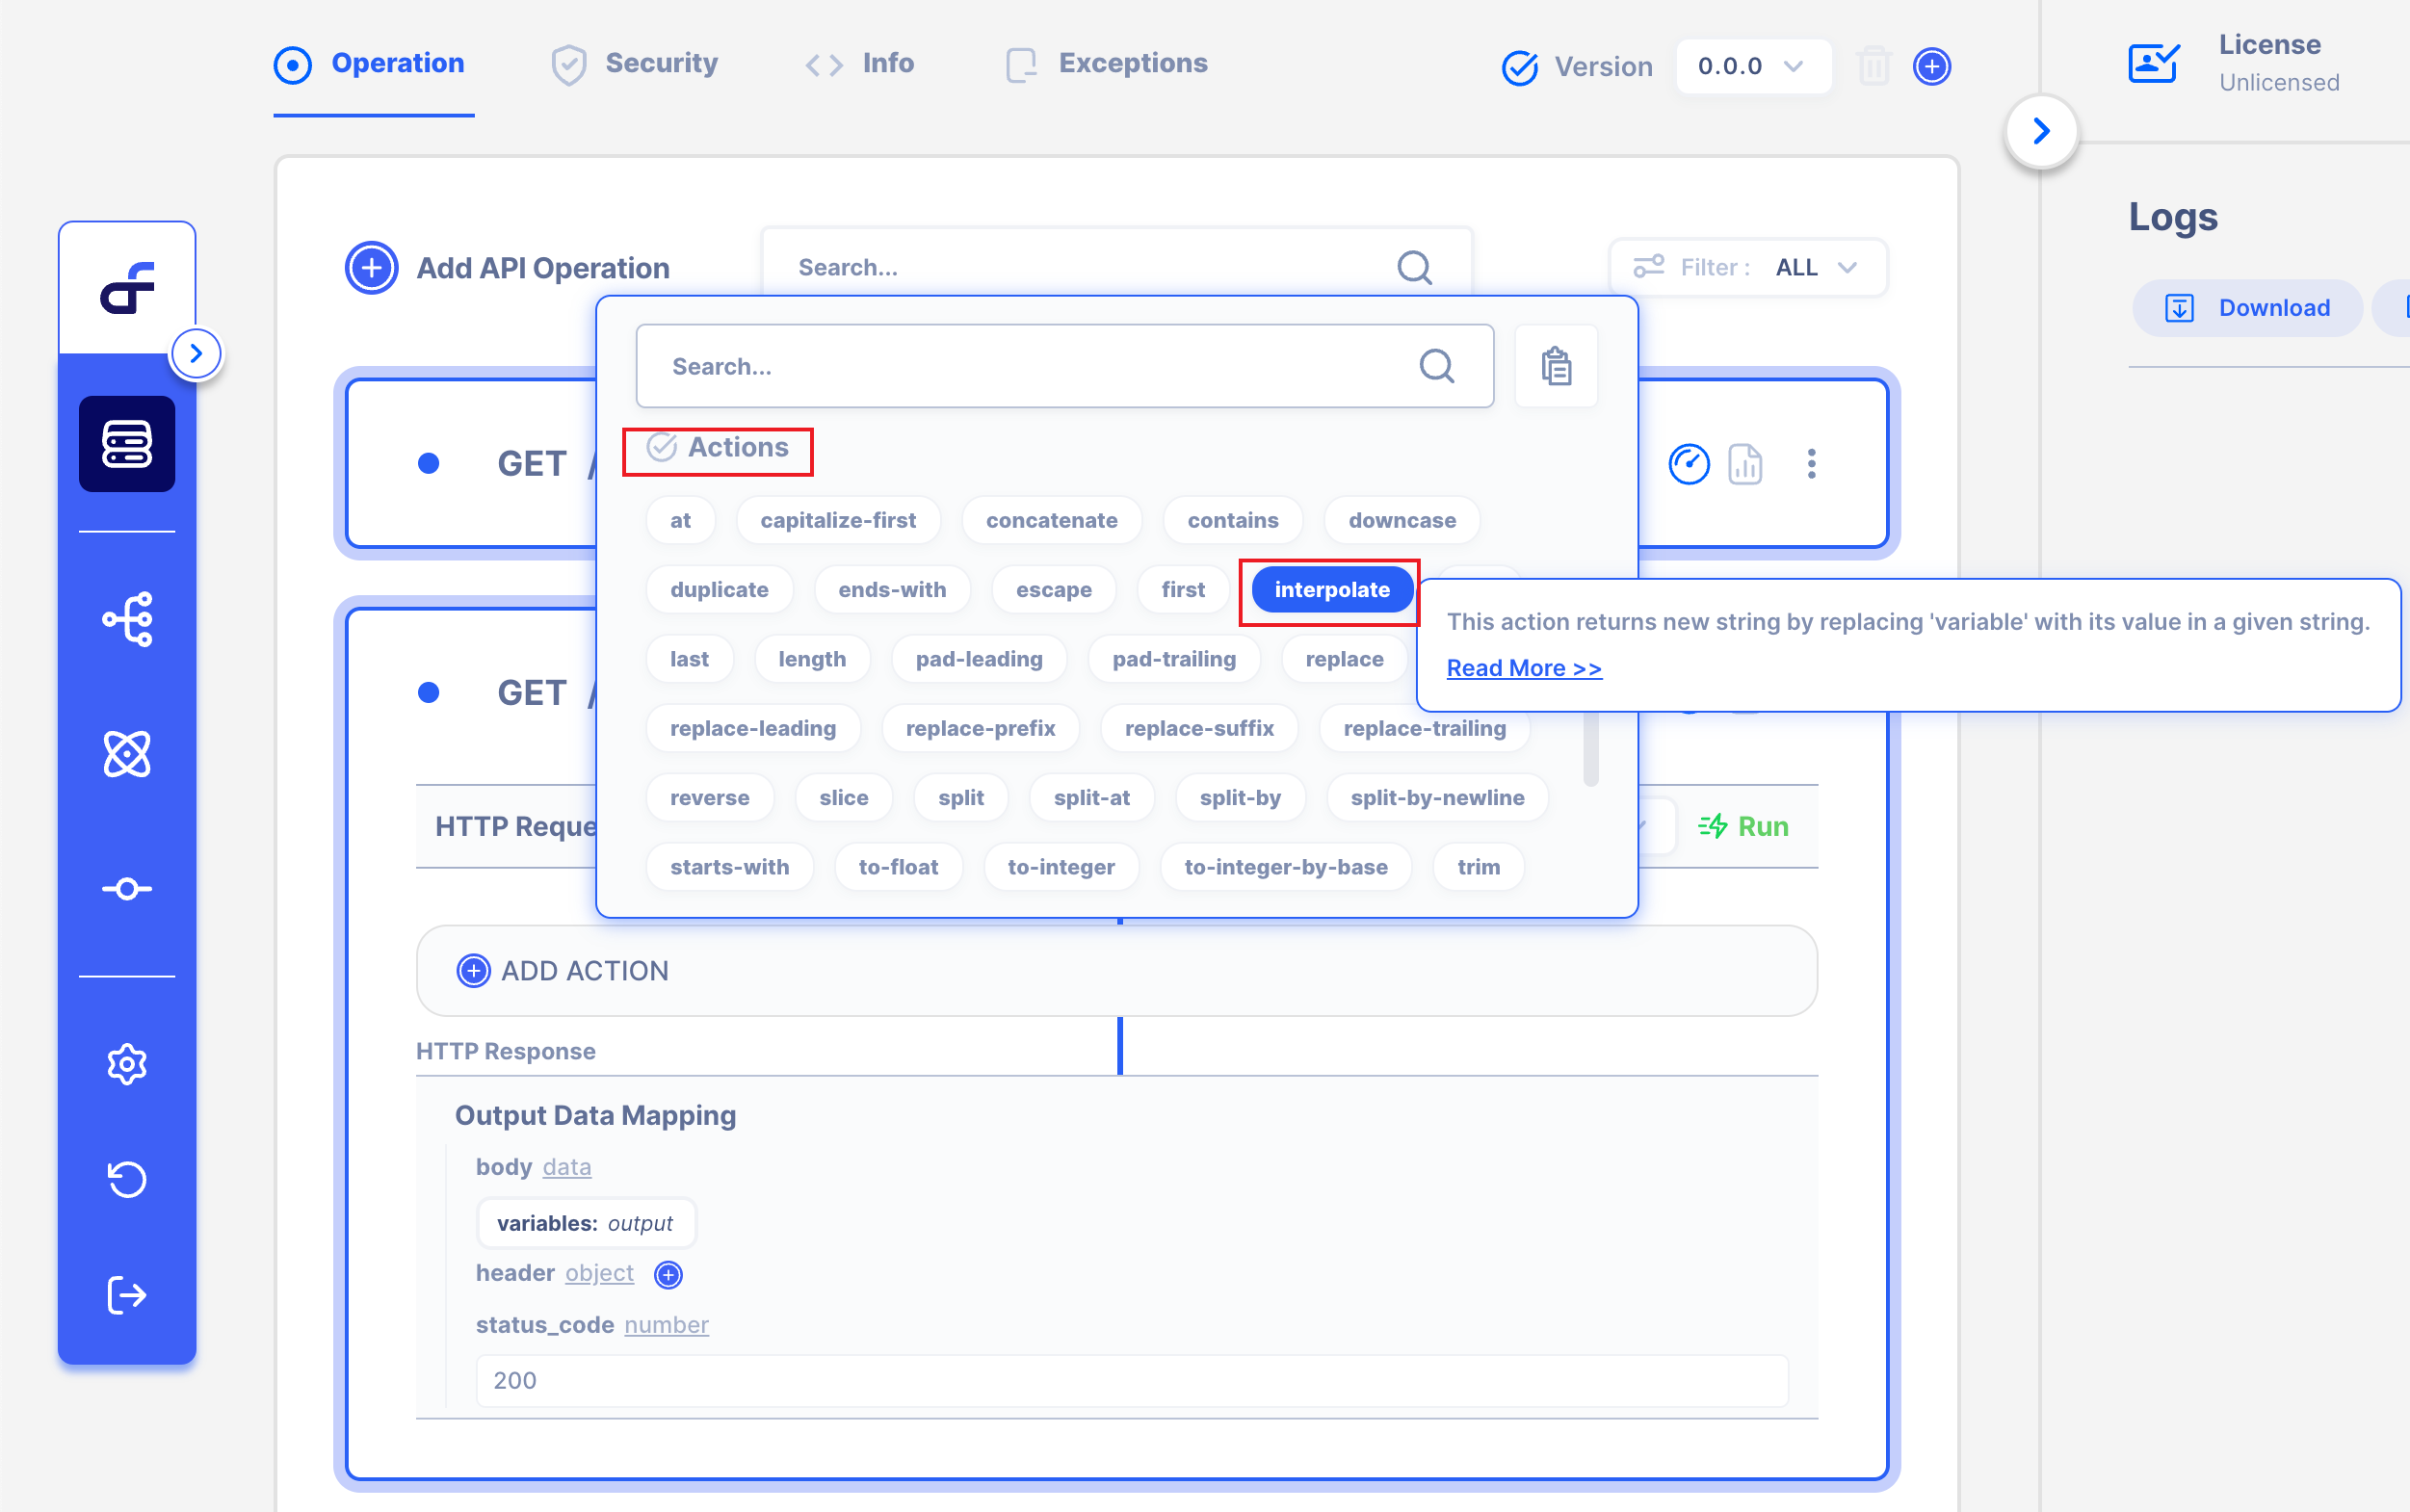 Operation
Security
Info
Exceptions
Version
0.0.0
License
Unlicensed
Logs
Download
Add API Operation
Search...
Filter : ALL
Search...
Actions
GET /
at
capitalize-first
concatenate
contains
downcase
duplicate
ends-with
escape
first
interpolate
This action returns new string by replacing 'variable' with its value in a given string.
Read More >>
last
length
pad-leading
pad-trailing
replace
GET /
replace-leading
replace-prefix
replace-suffix
replace-trailing
reverse
slice
split
split-at
split-by
split-by-newline
HTTP Reque
Run
starts-with
to-float
to-integer
to-integer-by-base
trim
ADD ACTION
HTTP Response
Output Data Mapping
body data
variables: output
header object
status_code number
200